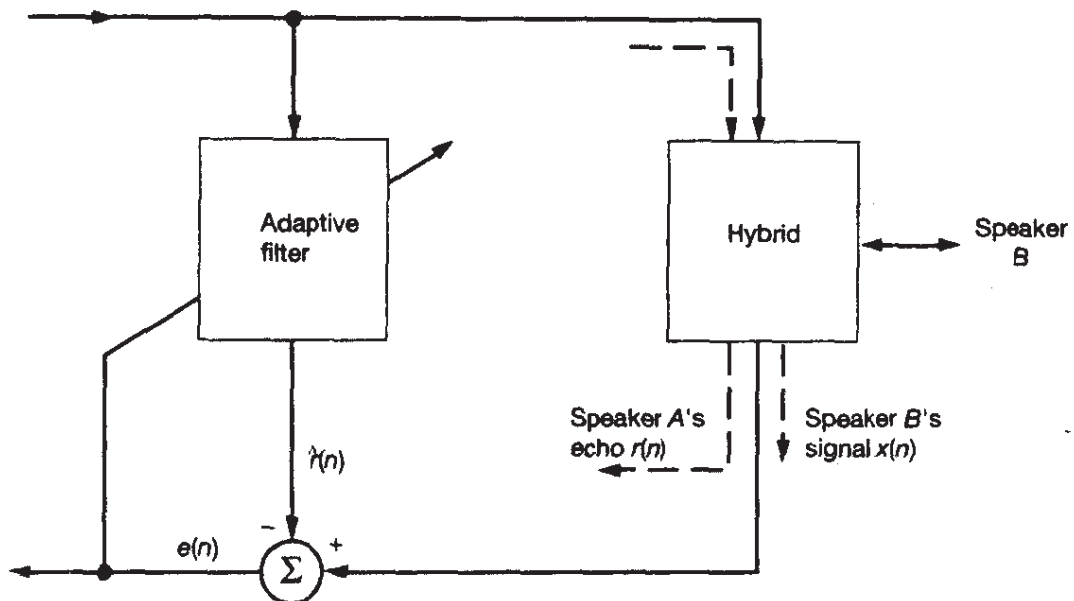 Adaptive
filter
Hybrid
Speaker
B
Speaker A's
echo r(n)
Speaker B's
signal x(n)
r̂(n)
-
+
e(n)
Σ